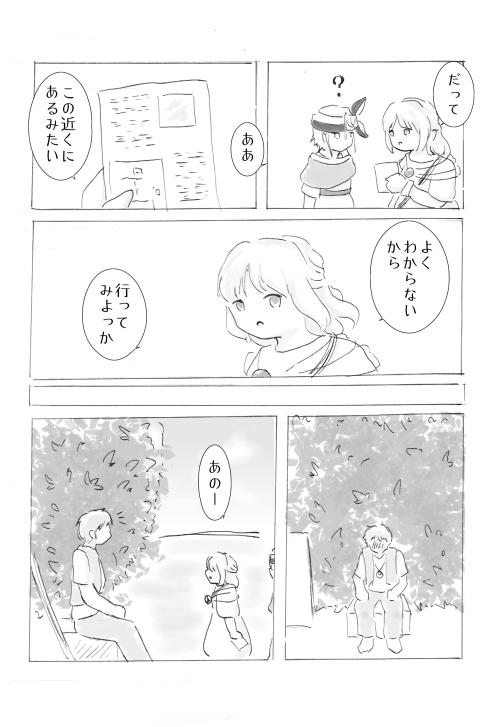 だって
？
ああ
この近くに
あるみたい
よく
わからない
から
行って
みよっか
あのー